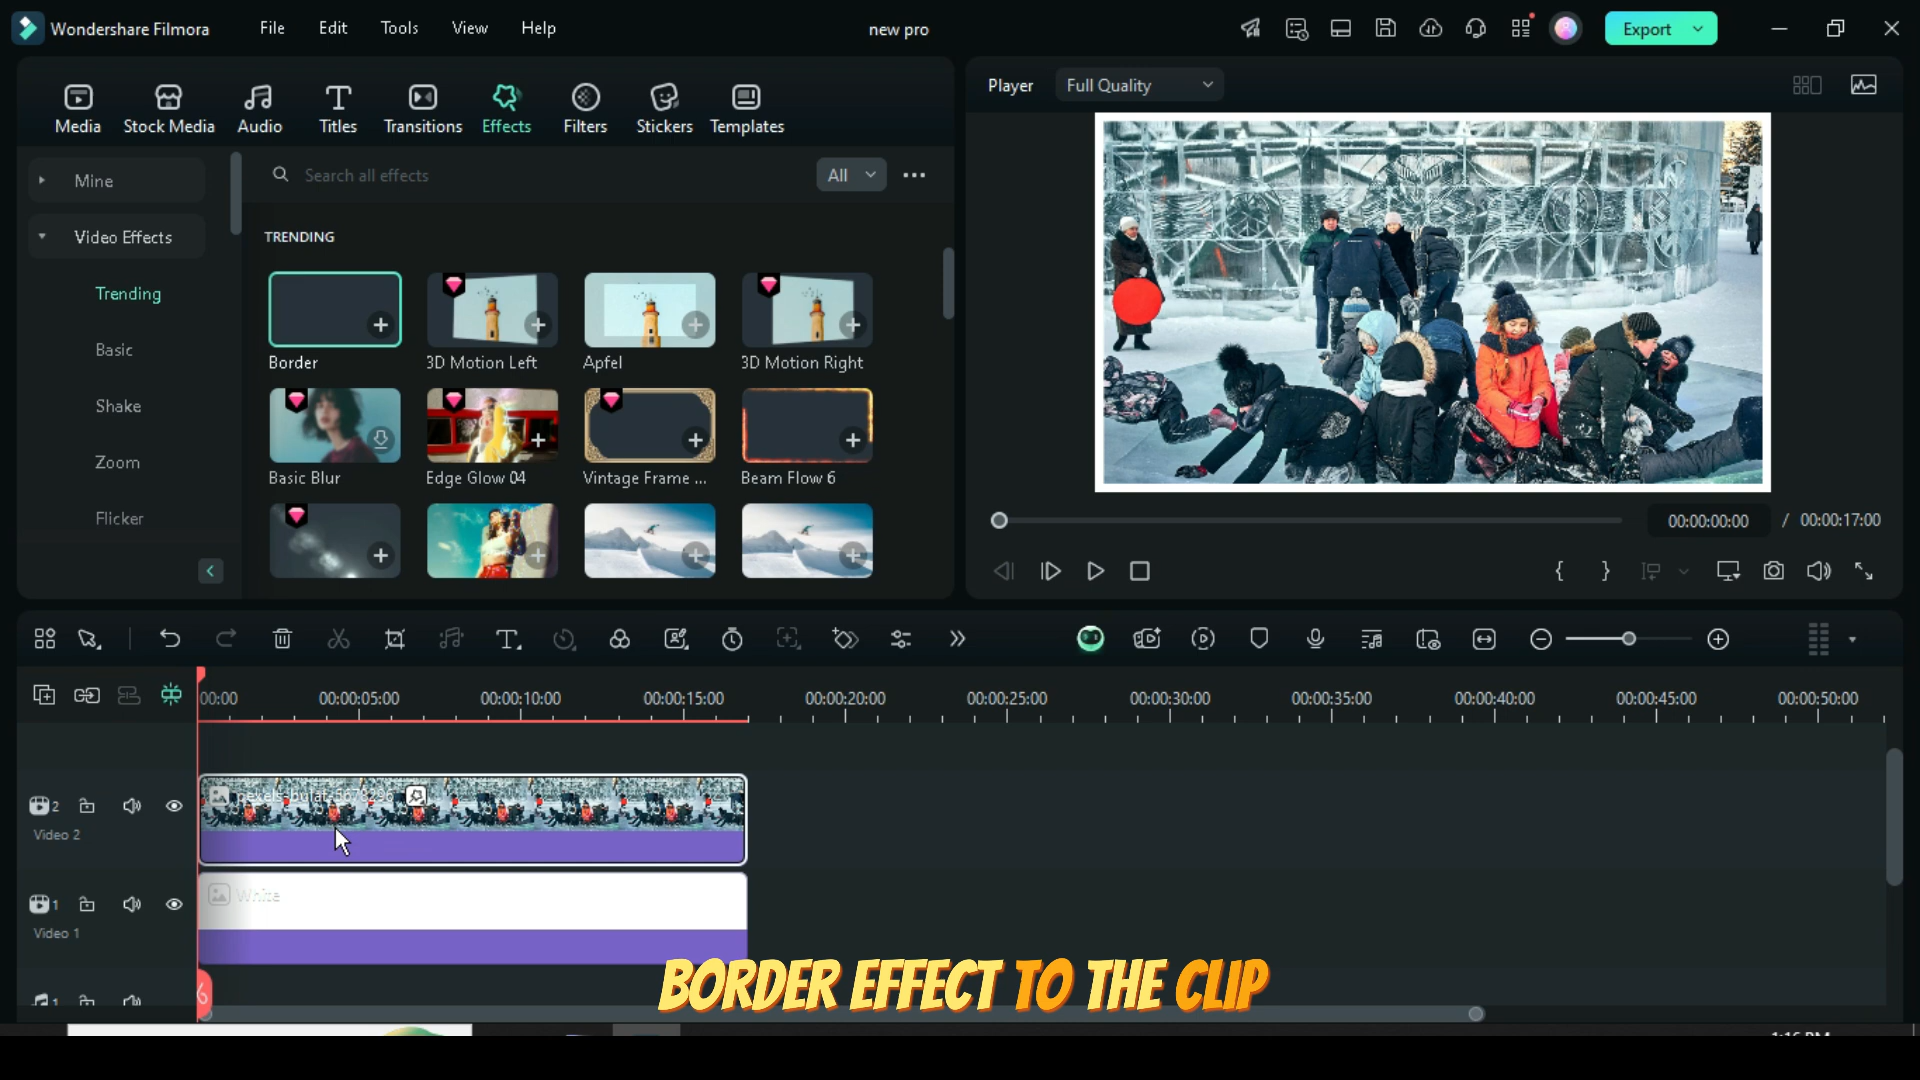 Wondershare Filmora
File
Edit
Tools
View
Help
new pro
Export
Media
Stock Media
Audio
Titles
Transitions
Effects
Filters
Stickers
Templates
Player
Full Quality
Mine
Video Effects
Trending
Basic
Shake
Zoom
Flicker
Search all effects
All
TRENDING
Border
3D Motion Left
Apfel
3D Motion Right
Basic Blur
Edge Glow 04
Vintage Frame ...
Beam Flow 6
00:00:00:00
/ 00:00:17:00
00:00
00:00:05:00
00:00:10:00
00:00:15:00
00:00:20:00
00:00:25:00
00:00:30:00
00:00:35:00
00:00:40:00
00:00:45:00
00:00:50:00
2
Video 2
pexels-bulat-5678296
1
Video 1
White
1
BORDER EFFECT TO THE CLIP